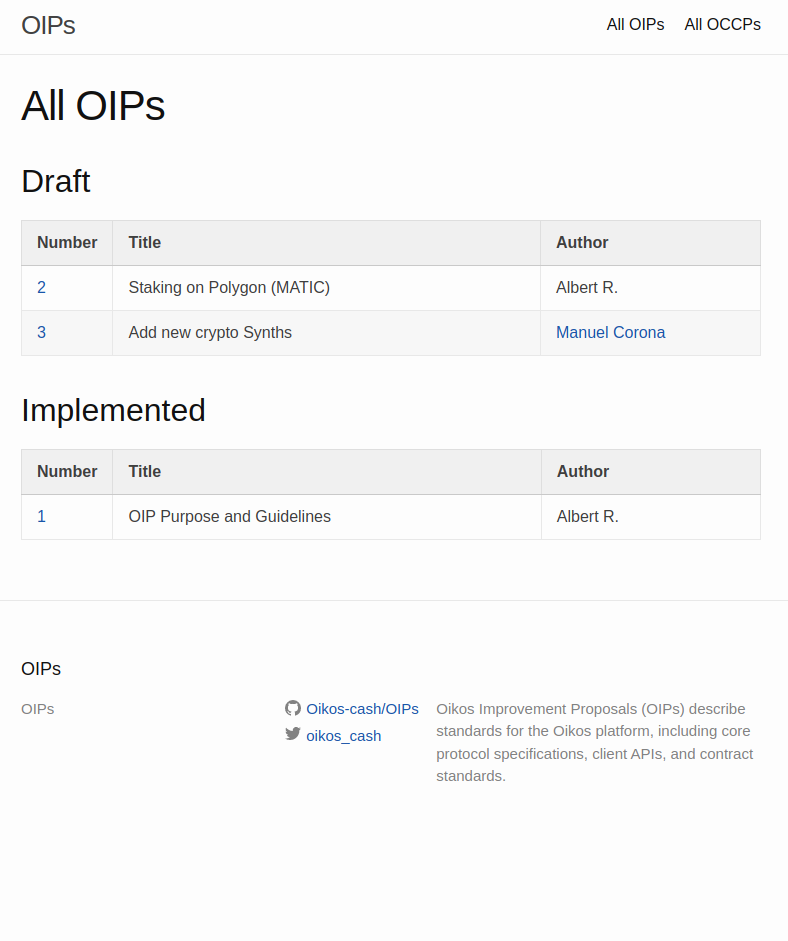 OIPs All OIPs All OCCPs
All OIPs
Draft
Number Title Author
2 Staking on Polygon (MATIC) Albert R.
3 Add new crypto Synths Manuel Corona
Implemented
Number Title Author
1 OIP Purpose and Guidelines Albert R.
OIPs
OIPs
Oikos-cash/OIPs
oikos_cash
Oikos Improvement Proposals (OIPs) describe
standards for the Oikos platform, including core
protocol specifications, client APIs, and contract
standards.